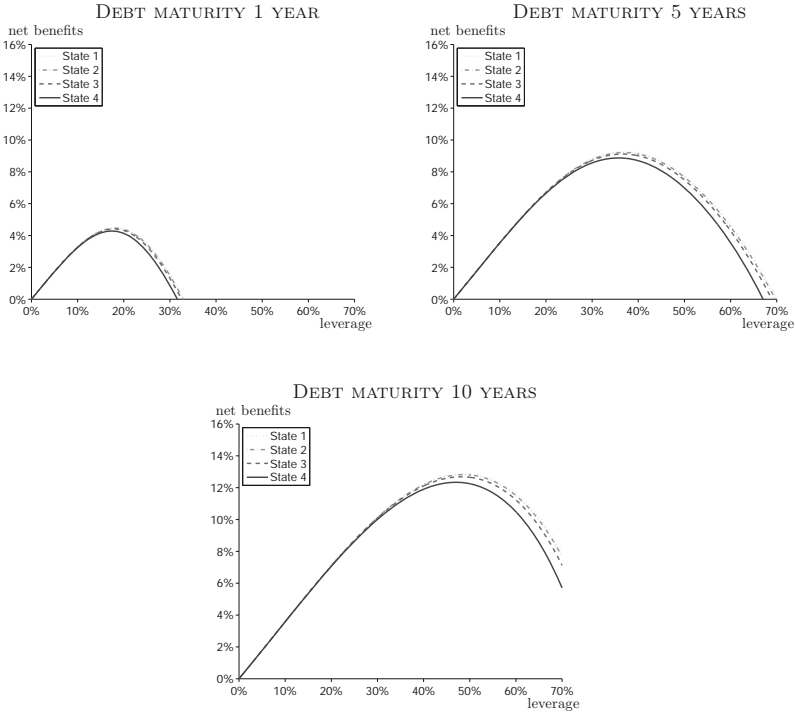 DEBT MATURITY 1 YEAR
net benefits
16%
14%
12%
10%
8%
6%
4%
2%
0%
State 1
State 2
State 3
State 4
0% 10% 20% 30% 40% 50% 60% 70%
leverage
DEBT MATURITY 5 YEARS
net benefits
16%
14%
12%
10%
8%
6%
4%
2%
0%
State 1
State 2
State 3
State 4
0% 10% 20% 30% 40% 50% 60% 70%
leverage
DEBT MATURITY 10 YEARS
net benefits
16%
14%
12%
10%
8%
6%
4%
2%
0%
State 1
State 2
State 3
State 4
0% 10% 20% 30% 40% 50% 60% 70%
leverage